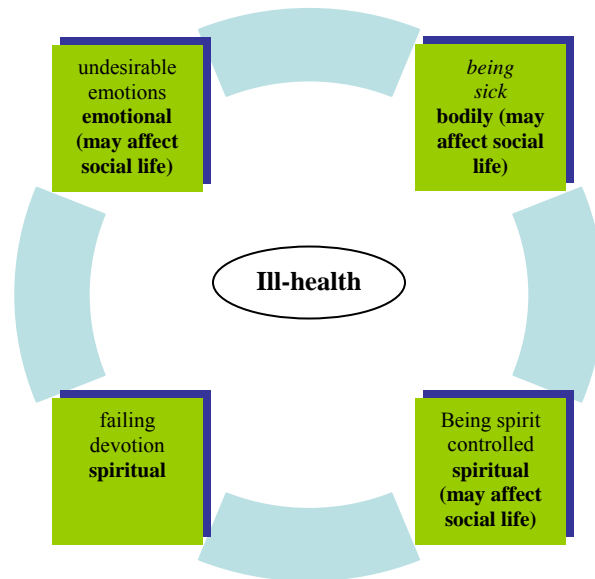 undesirable
emotions
emotional
(may affect
social life)
being
sick
bodily (may
affect social
life)
Ill-health
failing
devotion
spiritual
Being spirit
controlled
spiritual
(may affect
social life)